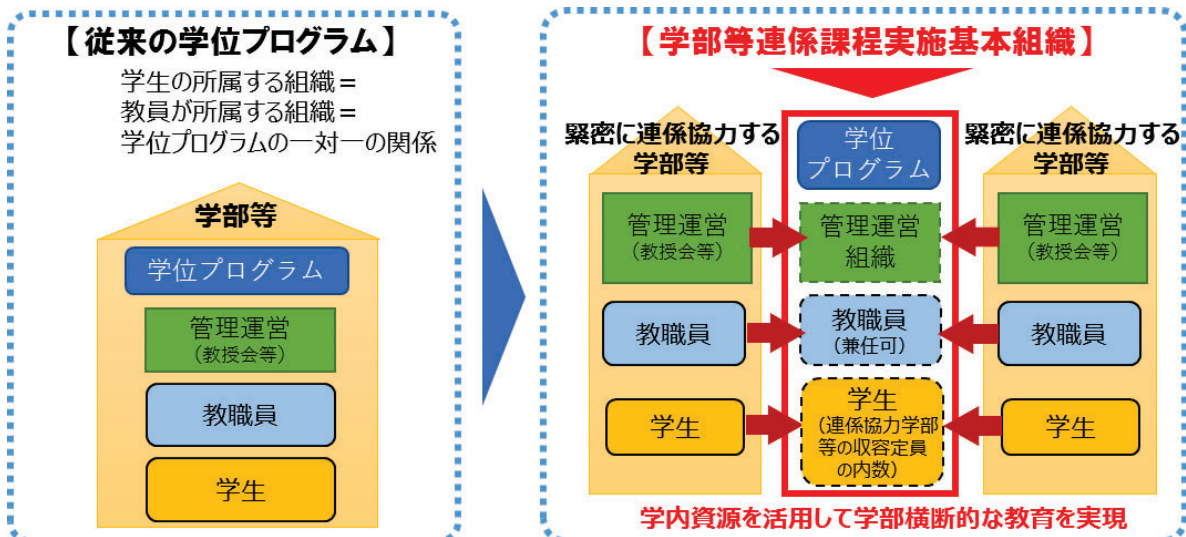 【従来の学位プログラム】
学生の所属する組織＝
教員が所属する組織＝
学位プログラムの一対一の関係
学部等
学位プログラム
管理運営
（教授会等）
教職員
学生
【学部等連係課程実施基本組織】
緊密に連係協力する
学部等
管理運営
（教授会等）
教職員
学生
学位
プログラム
管理運営
組織
教職員
（兼任可）
学生
（連係協力学部
等の収容定員
の内数）
緊密に連係協力する
学部等
管理運営
（教授会等）
教職員
学生
学内資源を活用して学部横断的な教育を実現